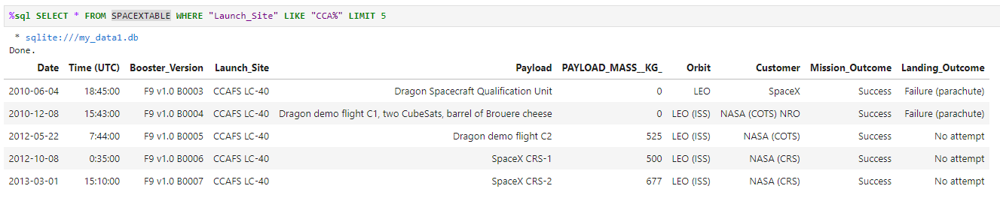 %sql SELECT * FROM SPACEXTABLE WHERE "Launch_Site" LIKE "CCA%" LIMIT 5
* sqlite:///my_data1.db
Done.
Date Time (UTC) Booster_Version Launch_Site Payload PAYLOAD_MASS__KG_ Orbit Customer Mission_Outcome Landing_Outcome
2010-06-04 18:45:00 F9 v1.0 B0003 CCAFS LC-40 Dragon Spacecraft Qualification Unit 0 LEO SpaceX Success Failure (parachute)
2010-12-08 15:43:00 F9 v1.0 B0004 CCAFS LC-40 Dragon demo flight C1, two CubeSats, barrel of Brouere cheese 0 LEO (ISS) NASA (COTS) NRO Success Failure (parachute)
2012-05-22 7:44:00 F9 v1.0 B0005 CCAFS LC-40 Dragon demo flight C2 525 LEO (ISS) NASA (COTS) Success No attempt
2012-10-08 0:35:00 F9 v1.0 B0006 CCAFS LC-40 SpaceX CRS-1 500 LEO (ISS) NASA (CRS) Success No attempt
2013-03-01 15:10:00 F9 v1.0 B0007 CCAFS LC-40 SpaceX CRS-2 677 LEO (ISS) NASA (CRS) Success No attempt